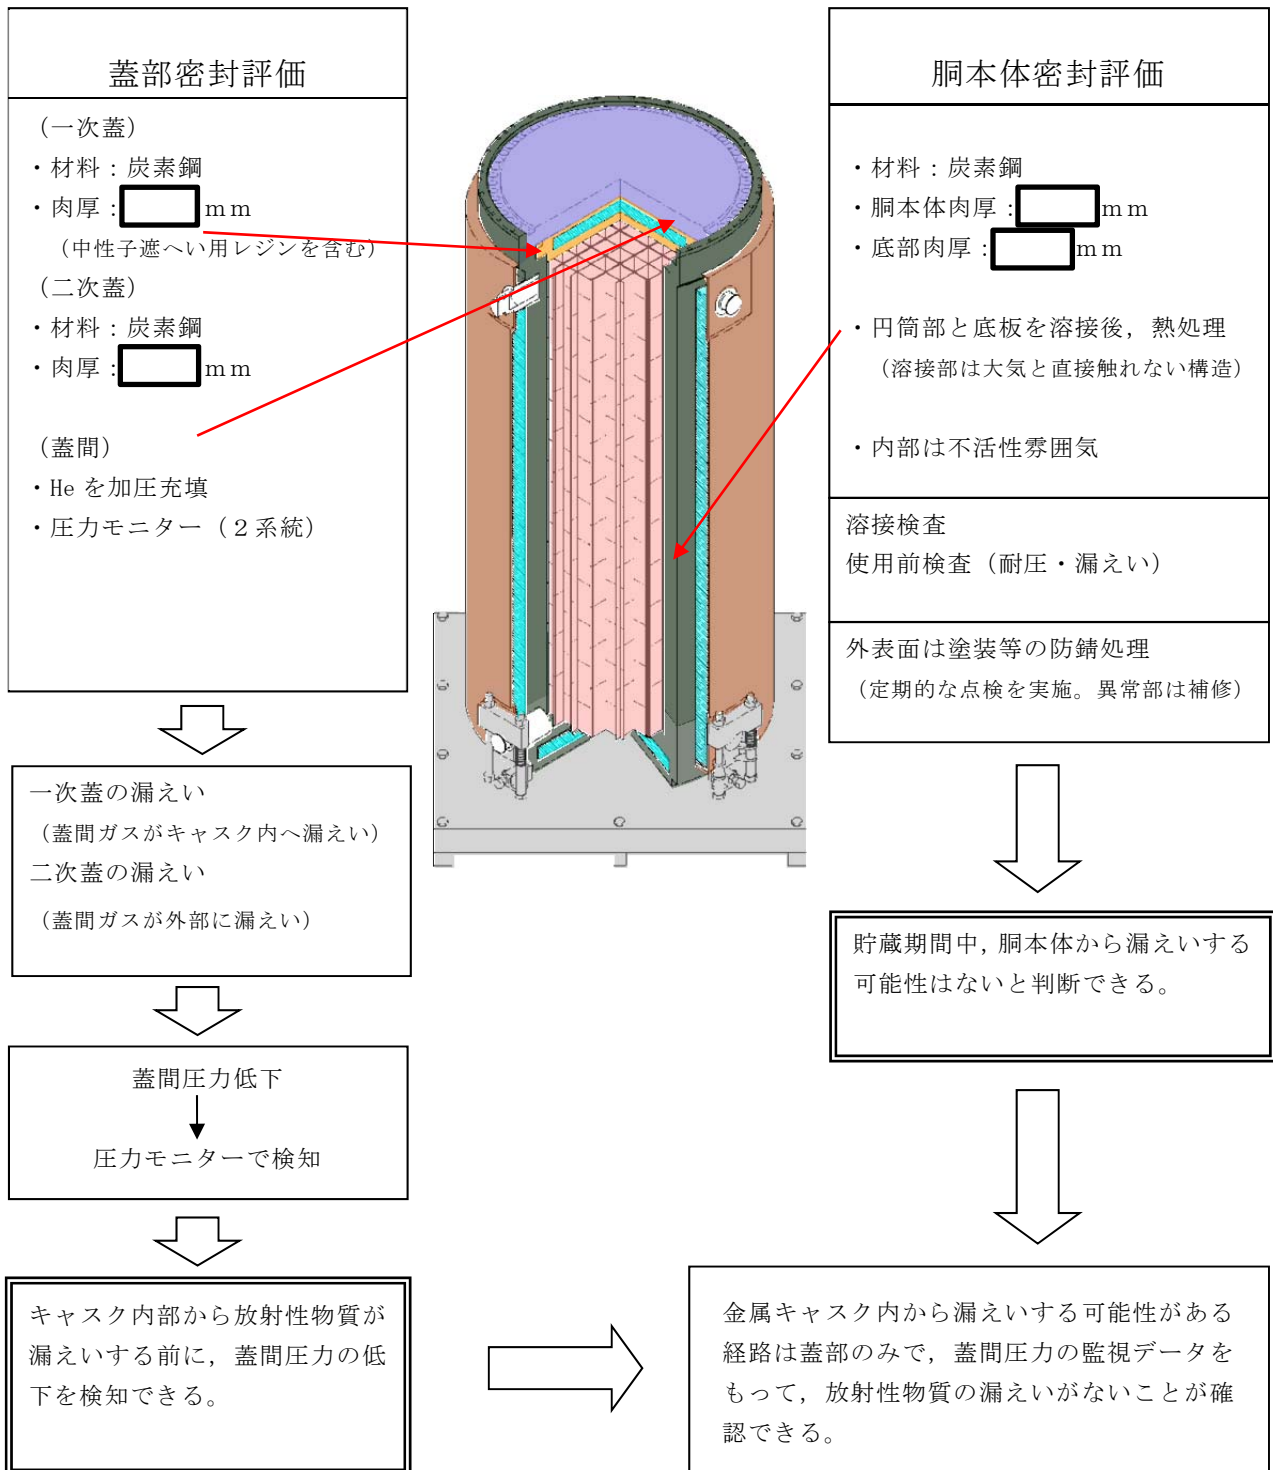 蓋部密封評価
（一次蓋）
・材料：炭素鋼
・肉厚：　mm
（中性子遮へい用レジンを含む）
（二次蓋）
・材料：炭素鋼
・肉厚：　mm
（蓋間）
・Heを加圧充填
・圧力モニター（２系統）
一次蓋の漏えい
（蓋間ガスがキャスク内へ漏えい）
二次蓋の漏えい
（蓋間ガスが外部に漏えい）
蓋間圧力低下
圧力モニターで検知
キャスク内部から放射性物質が
漏えいする前に，蓋間圧力の低
下を検知できる。
胴本体密封評価
・材料：炭素鋼
・胴本体肉厚：　mm
・底部肉厚：　mm
・円筒部と底板を溶接後，熱処理
（溶接部は大気と直接触れない構造）
・内部は不活性雰囲気
溶接検査
使用前検査（耐圧・漏えい）
外表面は塗装等の防錆処理
（定期的な点検を実施。異常部は補修）
貯蔵期間中，胴本体から漏えいする
可能性はないと判断できる。
金属キャスク内から漏えいする可能性がある
経路は蓋部のみで，蓋間圧力の監視データを
もって，放射性物質の漏えいがないことが確
認できる。